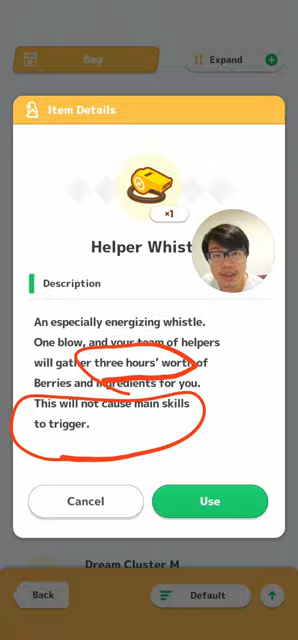 Bag
Expand
Item Details
×1
Helper Whist
Description
An especially energizing whistle.
One blow, and your team of helpers
will gather three hours' worth of
Berries and ingredients for you.
This will not cause main skills
to trigger.
Cancel
Use
Dream Cluster M
Back
Default